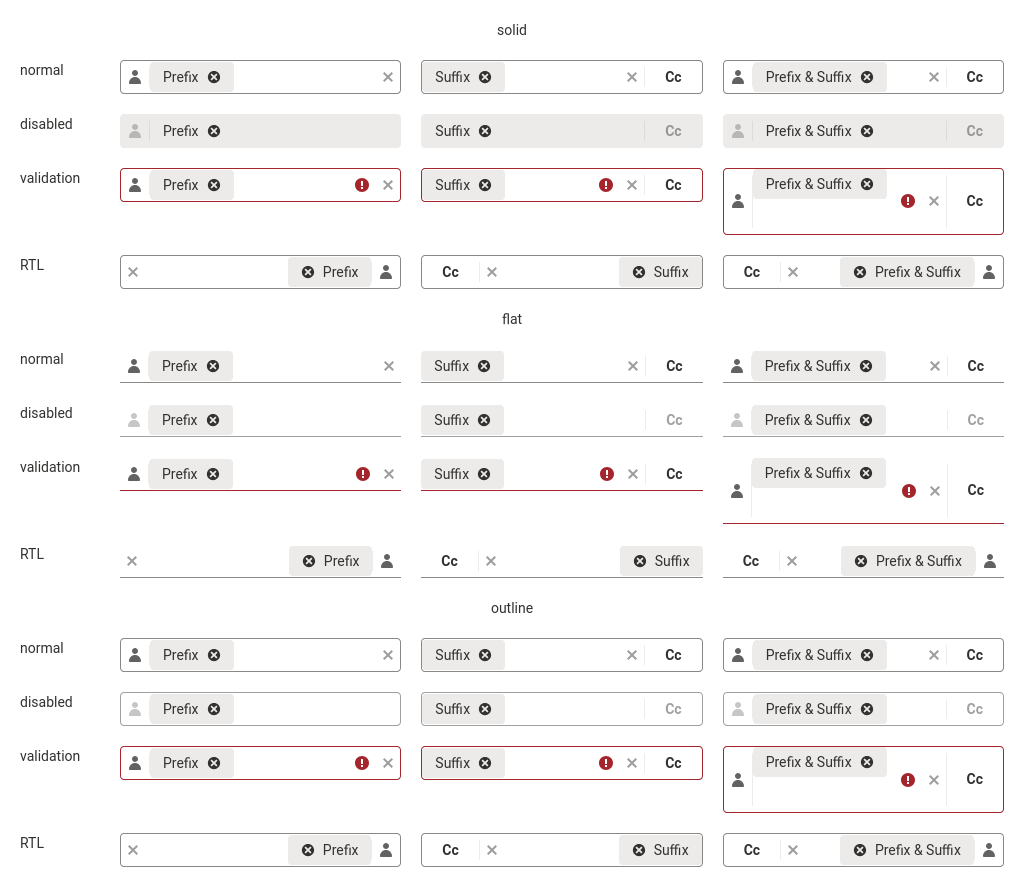 solid
normal Prefix Suffix Cc Prefix & Suffix Cc
disabled Prefix Suffix Cc Prefix & Suffix Cc
validation Prefix Suffix Cc Prefix & Suffix Cc
RTL Prefix Cc Suffix Cc Prefix & Suffix
flat
normal Prefix Suffix Cc Prefix & Suffix Cc
disabled Prefix Suffix Cc Prefix & Suffix Cc
validation Prefix Suffix Cc Prefix & Suffix Cc
RTL Prefix Cc Suffix Cc Prefix & Suffix
outline
normal Prefix Suffix Cc Prefix & Suffix Cc
disabled Prefix Suffix Cc Prefix & Suffix Cc
validation Prefix Suffix Cc Prefix & Suffix Cc
RTL Prefix Cc Suffix Cc Prefix & Suffix